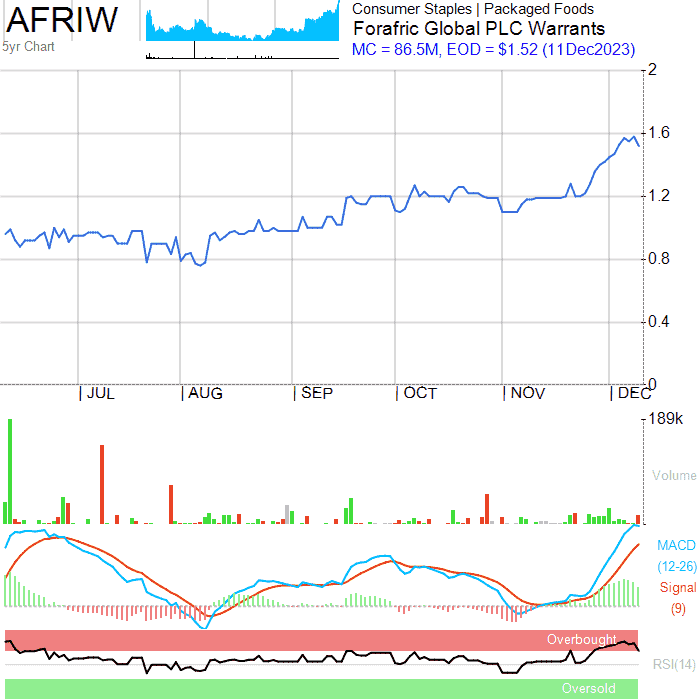 AFRIW
5yr Chart
Consumer Staples | Packaged Foods
Forafric Global PLC Warrants
MC = 86.5M, EOD = $1.52 (11Dec2023)
2
1.6
1.2
0.8
0.4
0
| JUL | AUG | SEP | OCT | NOV | DEC
189k
Volume
MACD
(12-26)
Signal
(9)
Overbought
RSI(14)
Oversold